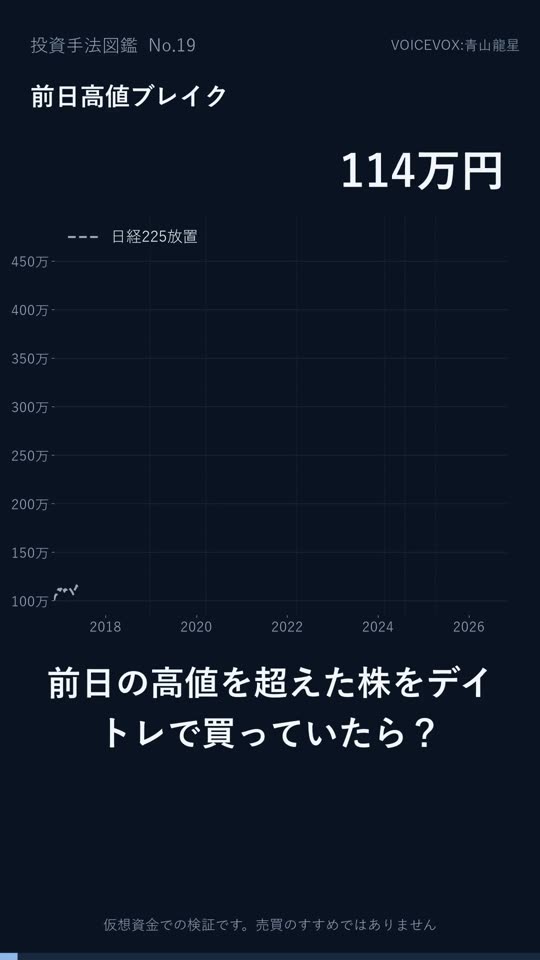 投資手法図鑑 No.19
VOICEVOX:青山龍星
前日高値ブレイク
114万円
日経225放置
450万
400万
350万
300万
250万
200万
150万
100万
2018 2020 2022 2024 2026
前日の高値を超えた株をデイ
トレで買っていたら？
仮想資金での検証です。売買のすすめではありません